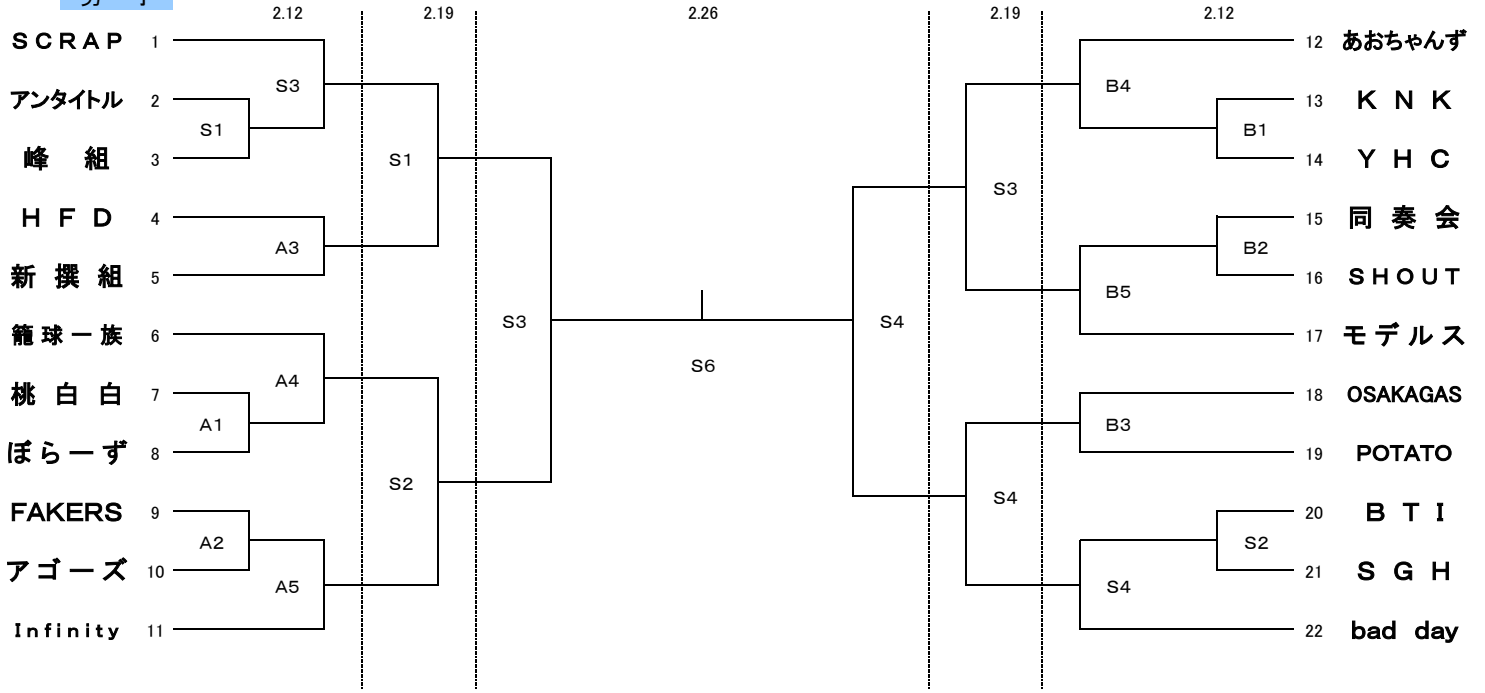 2.12 2.19 2.26 2.19 2.12
ＳＣＲＡＰ 1 12 あおちゃんず
S3 B4
アンタイトル 2 13 Ｋ Ｎ Ｋ
S1 B1
峰 組 3 S1 14 Ｙ Ｈ Ｃ
S3
Ｈ Ｆ Ｄ 4 15 同 奏 会
A3 B2
新 撰 組 5 16 ＳＨＯＵＴ
B5
S3 S4
籠 球 一 族 6 17 モ デ ル ス
S6
A4
桃 白 白 7 18 OSAKAGAS
A1 B3
ぼ ら ー ず 8 19 POTATO
S2 S4
FAKERS 9 20 Ｂ Ｔ Ｉ
A2 S2
ア ゴ ー ズ 10 21 Ｓ Ｇ Ｈ
A5 S4
Ｉｎｆｉｎｉｔｙ 11 22 bad day